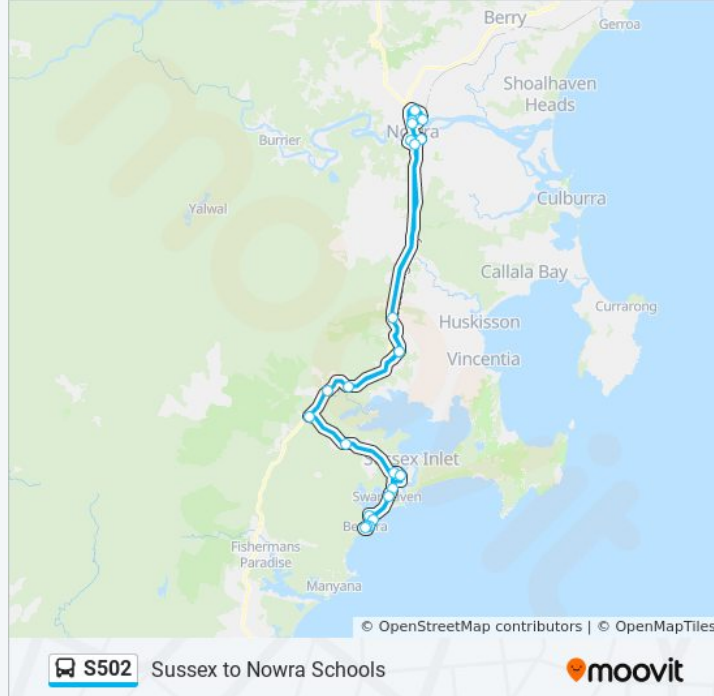 Berry
Gerroa
Shoalhaven
Heads
Nowra
Burrier
Yalwal
Culburra
Callala Bay
Currarong
Huskisson
Vincentia
Sussex Inlet
Swanhaven
Fishermans
Paradise
Manyana
© OpenStreetMap contributors | © OpenMapTiles
S502 Sussex to Nowra Schools
moovit